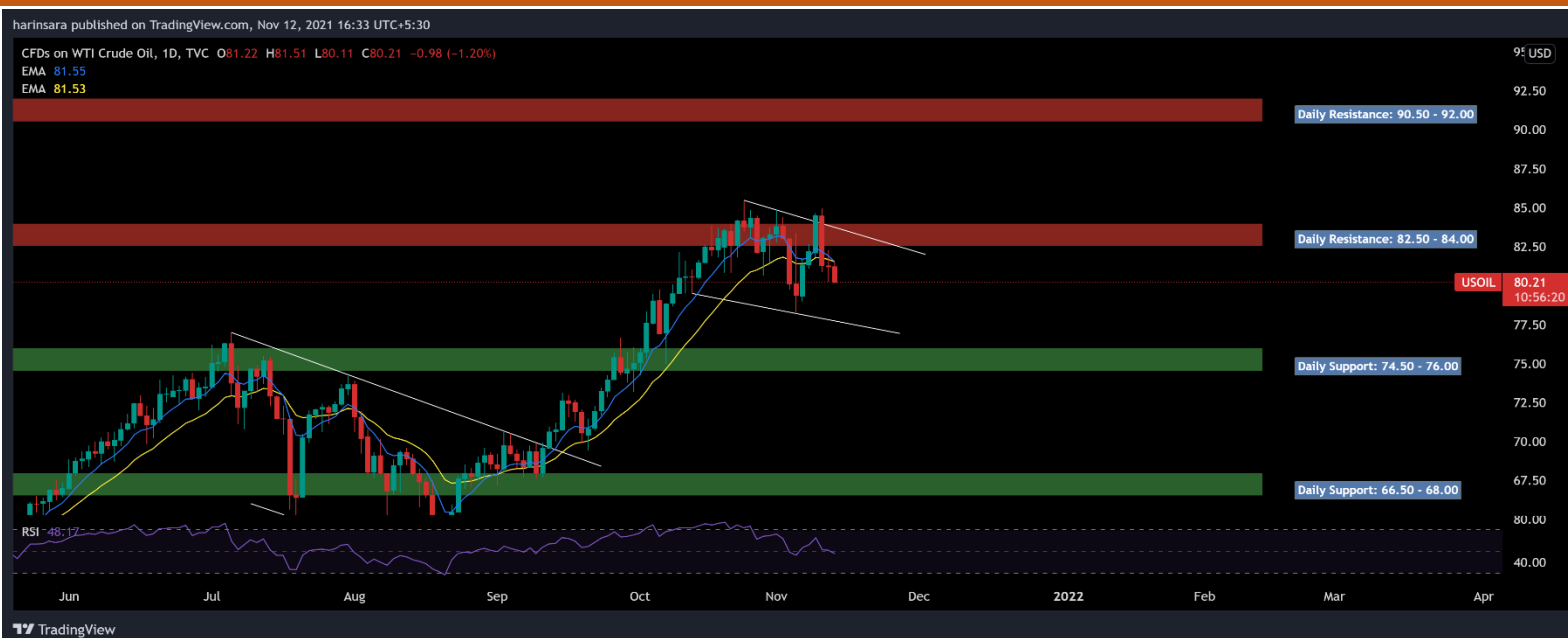 harinsara published on TradingView.com, Nov 12, 2021 16:33 UTC+5:30
CFDs on WTI Crude Oil, 1D, TVC O81.22 H81.51 L80.11 C80.21 −0.98 (−1.20%)
EMA 81.55
EMA 81.53
USD
92.50
Daily Resistance: 90.50 - 92.00
90.00
87.50
85.00
Daily Resistance: 82.50 - 84.00
82.50
USOIL 80.21
10:56:20
77.50
75.00
Daily Support: 74.50 - 76.00
72.50
70.00
67.50
Daily Support: 66.50 - 68.00
80.00
RSI 48.17
40.00
Jun Jul Aug Sep Oct Nov Dec 2022 Feb Mar Apr
TradingView